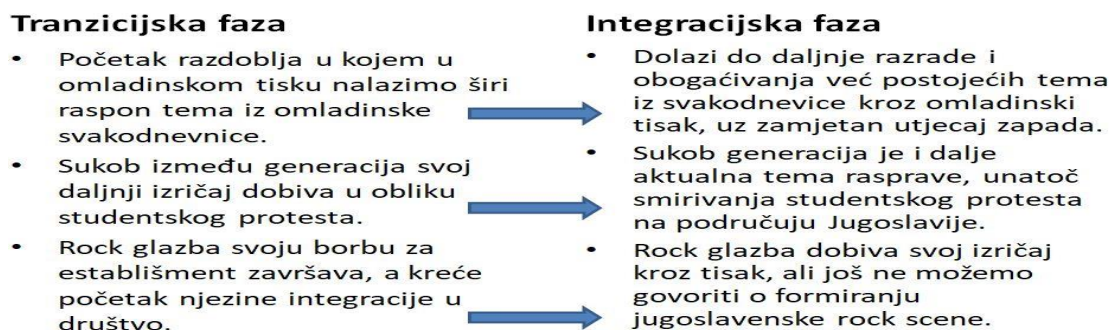 Tranzicijska faza
• Početak razdoblja u kojem u
omladinskom tisku nalazimo širi
raspon tema iz omladinske
svakodnevnice.
• Sukob između generacija svoj
daljnji izričaj dobiva u obliku
studentskog protesta.
• Rock glazba svoju borbu za
establišment završava, a kreće
početak njezine integracije u
društvo.
Integracijska faza
• Dolazi do daljnje razrade i
obogaćivanja već postojećih tema
iz svakodnevice kroz omladinski
tisak, uz zamjetan utjecaj zapada.
• Sukob generacija je i dalje
aktualna tema rasprave, unatoč
smirivanja studentskog protesta
na područuju Jugoslavije.
• Rock glazba dobiva svoj izričaj
kroz tisak, ali još ne možemo
govoriti o formiranju
jugoslavenske rock scene.